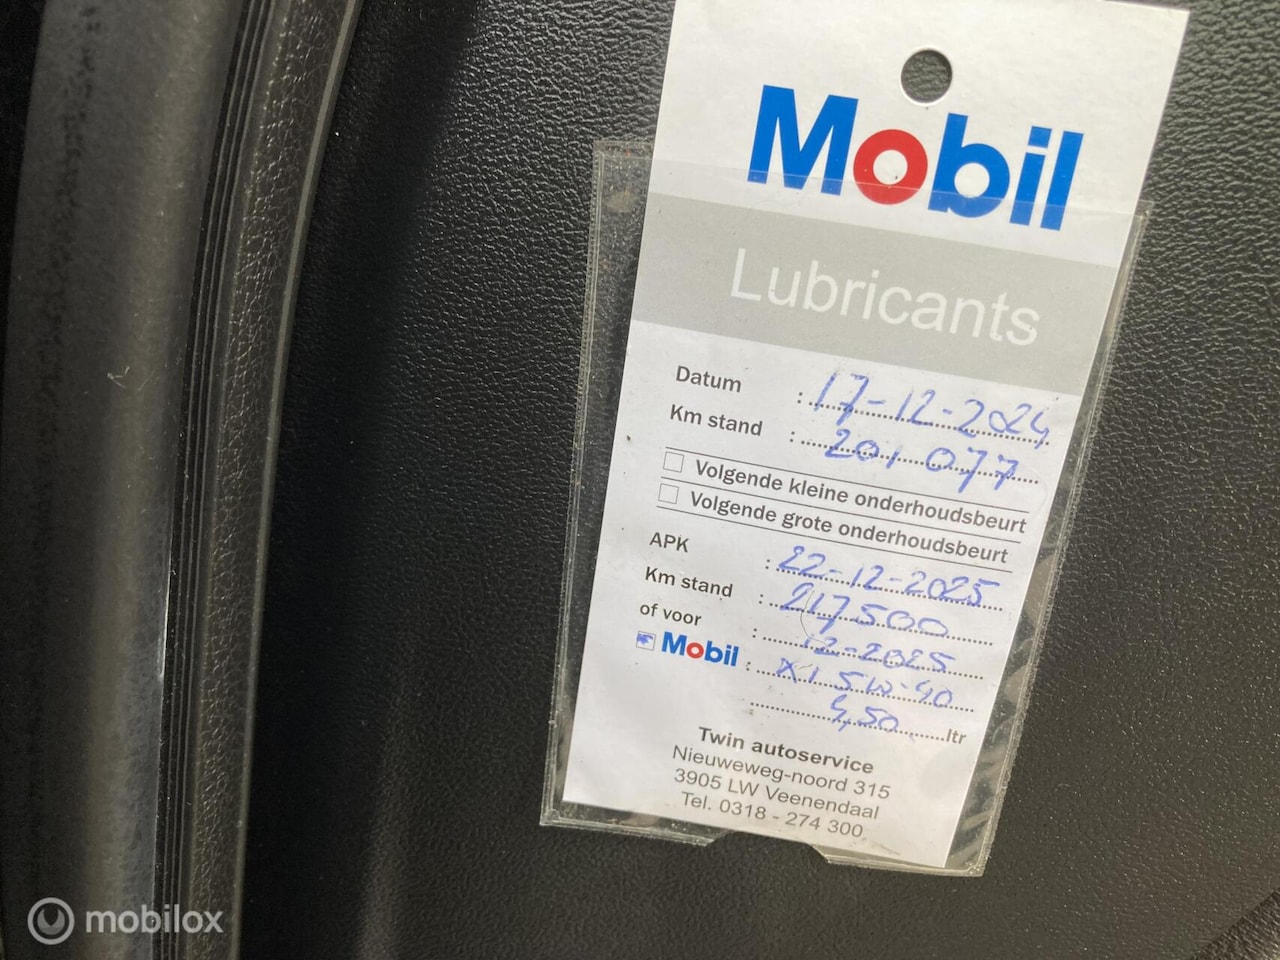 Mobil
Lubricants
Datum : 17-12-2024
Km stand : 201,077
Volgende kleine onderhoudsbeurt
Volgende grote onderhoudsbeurt
APK : 22-12-2025
Km stand : 217500
of voor : 12-2025
Mobil : X1 5W-40
4,50 ltr
Twin autoservice
Nieuweweg-noord 315
3905 LW Veenendaal
Tel. 0318 - 274 300
mobilox